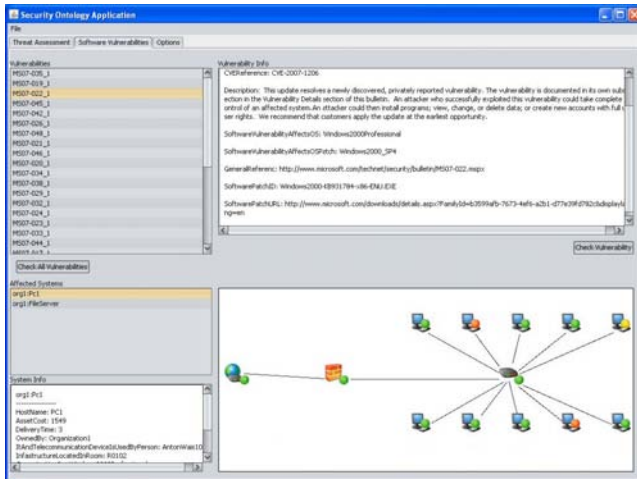 Security Ontology Application
File
Threat Assessment Software Vulnerabilities Options
Vulnerabilities
MS07-035_1
MS07-019_1
MS07-022_1
MS07-045_1
MS07-042_1
MS07-026_1
MS07-048_1
MS07-021_1
MS07-046_1
MS07-020_1
MS07-034_1
MS07-038_1
MS07-029_1
MS07-032_1
MS07-024_1
MS07-023_1
MS07-033_1
MS07-044_1
Check All Vulnerabilities
Vulnerability Info
CVEReference: CVE-2007-1206
Description: This update resolves a newly discovered, privately reported vulnerability. The vulnerability is documented in its own subs
ection in the Vulnerability Details section of this bulletin. An attacker who successfully exploited this vulnerability could take complete
ontrol of an affected system.An attacker could then install programs; view, change, or delete data; or create new accounts with full u
ser rights. We recommend that customers apply the update at the earliest opportunity.
SoftwareVulnerabilityAffectsOS: Windows2000Professional
SoftwareVulnerabilityAffectsOSPatch: Windows2000_SP4
GeneralReferenc: http://www.microsoft.com/technet/security/bulletin/MS07-022.mspx
SoftwarePatchID: Windows2000-KB931784-x86-ENU.EXE
SoftwarePatchURL: http://www.microsoft.com/downloads/details.aspx?
ng=en
Check Vulnerability
Affected Systems
org1:Pc1
org1:FileServer
System Info
org1:Pc1
HostName: PC1
AssetCost: 1549
DeliveryTime: 3
OwnedBy: Organization1
ItAndTelecommunicationDeviceIsUsedByPerson:
InfrastructureLocatedInRoom: R0102